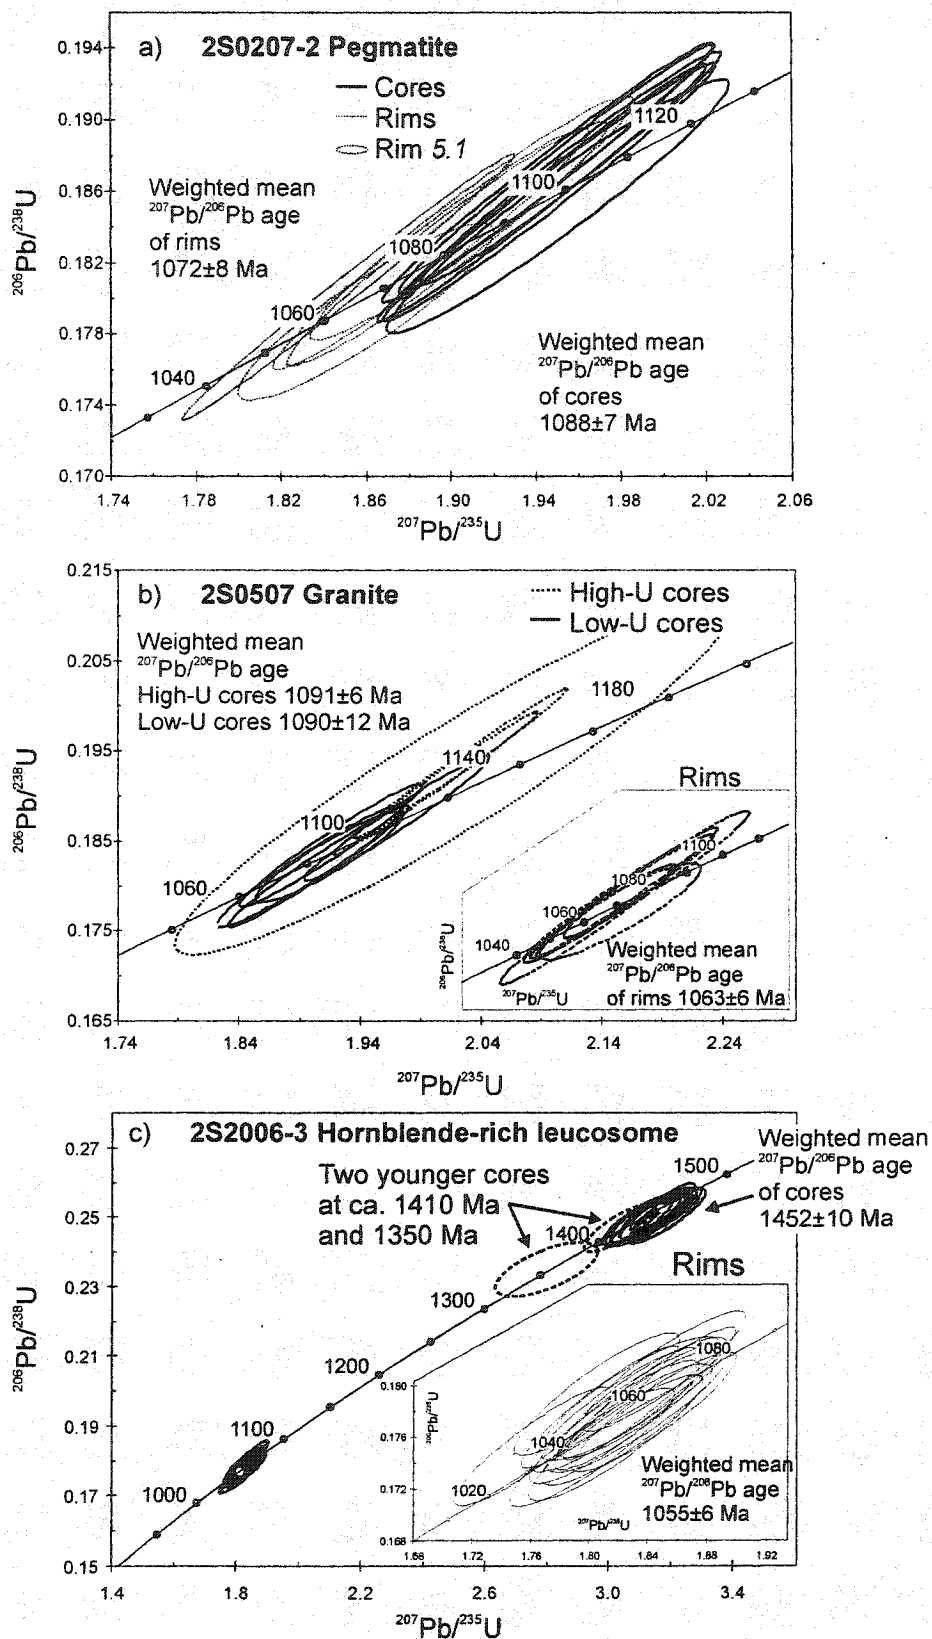 a) 2S0207-2 Pegmatite
Cores
Rims
Rim 5.1
Weighted mean
²⁰⁷Pb/²⁰⁶Pb age
of rims
1072±8 Ma
Weighted mean
²⁰⁷Pb/²⁰⁶Pb age
of cores
1088±7 Ma
1120
1100
1080
1060
1040
0.194
0.190
0.186
0.182
0.178
0.174
0.170
²⁰⁶Pb/²³⁸U
1.74 1.78 1.82 1.86 1.90 1.94 1.98 2.02 2.06
²⁰⁷Pb/²³⁵U
b) 2S0507 Granite
High-U cores
Low-U cores
Weighted mean
²⁰⁷Pb/²⁰⁶Pb age
High-U cores 1091±6 Ma
Low-U cores 1090±12 Ma
1180
1140
1100
1060
Rims
1100
1080
1060
1040
Weighted mean
²⁰⁷Pb/²⁰⁶Pb age
of rims 1063±6 Ma
²⁰⁶Pb/²³⁸U
²⁰⁷Pb/²³⁵U
0.215
0.205
0.195
0.185
0.175
0.165
²⁰⁶Pb/²³⁸U
1.74 1.84 1.94 2.04 2.14 2.24
²⁰⁷Pb/²³⁵U
c) 2S2006-3 Hornblende-rich leucosome
Two younger cores
at ca. 1410 Ma
and 1350 Ma
Weighted mean
²⁰⁷Pb/²⁰⁶Pb age
of cores
1452±10 Ma
1500
1400
1300
1200
1100
1000
Rims
1080
1060
1040
1020
Weighted mean
²⁰⁷Pb/²⁰⁶Pb age
1055±6 Ma
0.180
0.176
0.172
0.168
²⁰⁶Pb/²³⁸U
²⁰⁷Pb/²³⁵U
1.68 1.72 1.76 1.80 1.84 1.88 1.92
0.27
0.25
0.23
0.21
0.19
0.17
0.15
²⁰⁶Pb/²³⁸U
1.4 1.8 2.2 2.6 3.0 3.4
²⁰⁷Pb/²³⁵U